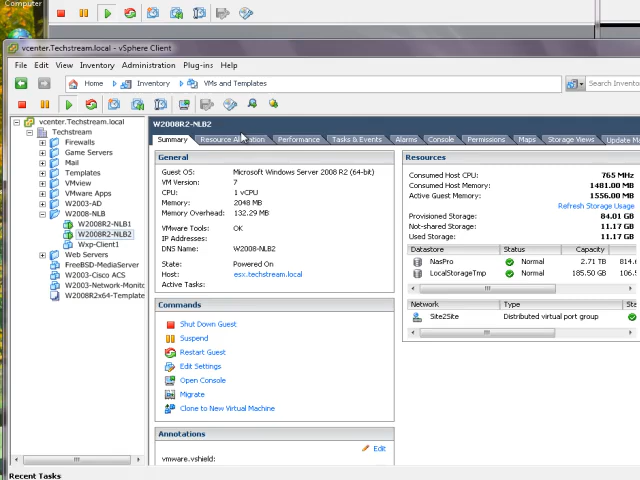 Computer
vcenter.Techstream.local - vSphere Client
File Edit View Inventory Administration Plug-ins Help
Home Inventory VMs and Templates Search Inventory
vcenter.Techstream.local
Techstream
Firewalls
Game Servers
Mail
Templates
VMview
VMware Apps
W2003-AD
W2008-NLB
W2008R2-NLB1
W2008R2-NLB2
Wxp-Client1
Web Servers
FreeBSD-MediaServer
W2003-Cisco ACS
W2003-Network-Monito
W2008R2x64-Template
W2008R2-NLB2
Summary Resource Allocation Performance Tasks & Events Alarms Console Permissions Maps Storage Views Update Ma
General
Guest OS: Microsoft Windows Server 2008 R2 (64-bit)
VM Version: 7
CPU: 1 vCPU
Memory: 2048 MB
Memory Overhead: 132.29 MB
VMware Tools: OK
IP Addresses:
DNS Name: W2008-NLB2
State: Powered On
Host: esx.techstream.local
Active Tasks:
Commands
Shut Down Guest
Suspend
Restart Guest
Edit Settings
Open Console
Migrate
Clone to New Virtual Machine
Annotations
Edit
vmware.vshield:
Resources
Consumed Host CPU: 765 MHz
Consumed Host Memory: 1481.00 MB
Active Guest Memory: 1556.00 MB
Refresh Storage Usage
Provisioned Storage: 84.01 GB
Not-shared Storage: 11.17 GB
Used Storage: 11.17 GB
Datastore Status Capacity
NasPro Normal 2.71 TB 814.
LocalStorageTmp Normal 185.50 GB 106.
Network Type Sta
Site2Site Distributed virtual port group
Recent Tasks